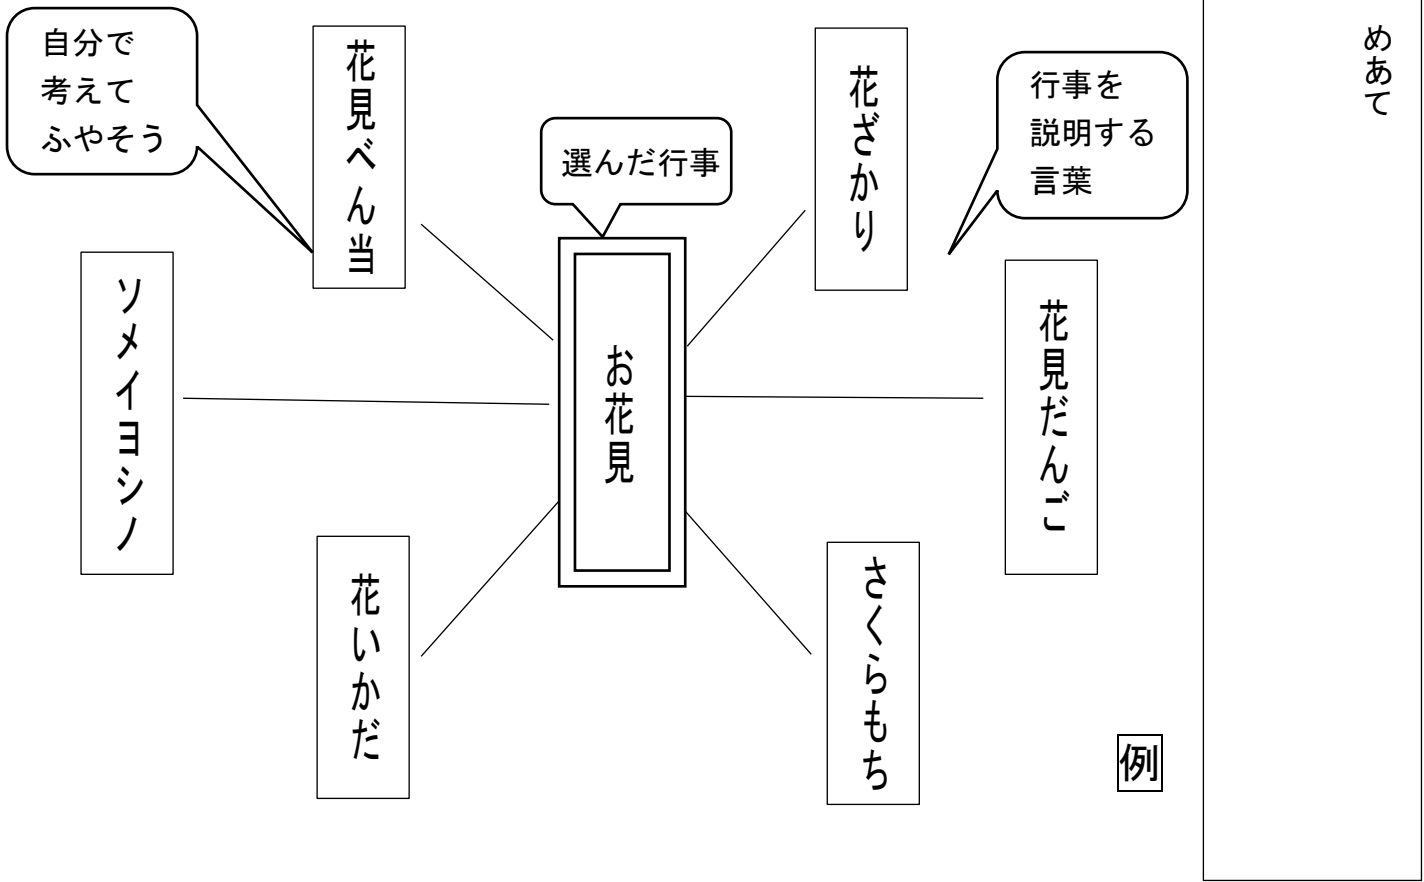 めあて
例
行事を
説明する
言葉
花ざかり
花見だんご
さくらもち
選んだ行事
お花見
自分で
考えて
ふやそう
花見べん当
ソメイヨシノ
花いかだ